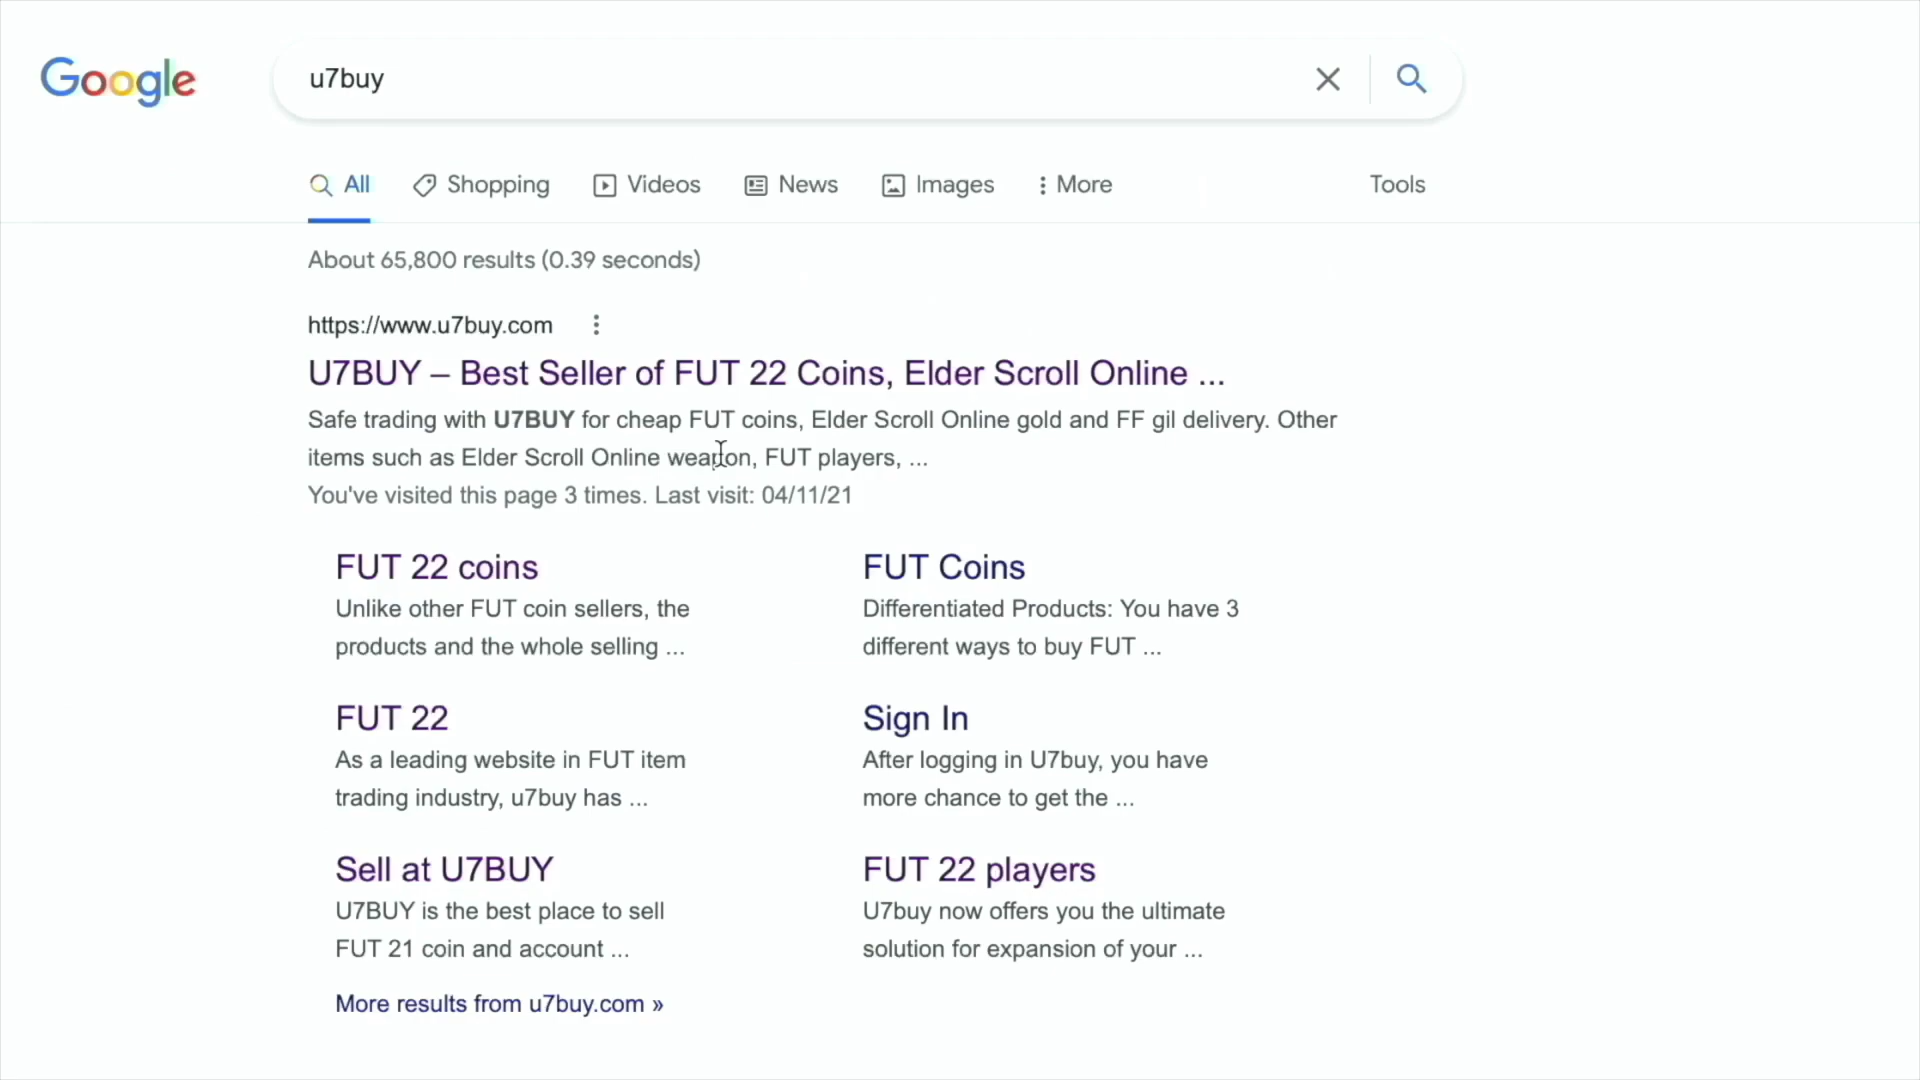 Google
u7buy
All Shopping Videos News Images More Tools
About 65,800 results (0.39 seconds)
https://www.u7buy.com
U7BUY – Best Seller of FUT 22 Coins, Elder Scroll Online ...
Safe trading with U7BUY for cheap FUT coins, Elder Scroll Online gold and FF gil delivery. Other
items such as Elder Scroll Online weapon, FUT players, ...
You've visited this page 3 times. Last visit: 04/11/21
FUT 22 coins
Unlike other FUT coin sellers, the
products and the whole selling ...
FUT Coins
Differentiated Products: You have 3
different ways to buy FUT ...
FUT 22
As a leading website in FUT item
trading industry, u7buy has ...
Sign In
After logging in U7buy, you have
more chance to get the ...
Sell at U7BUY
U7BUY is the best place to sell
FUT 21 coin and account ...
FUT 22 players
U7buy now offers you the ultimate
solution for expansion of your ...
More results from u7buy.com »